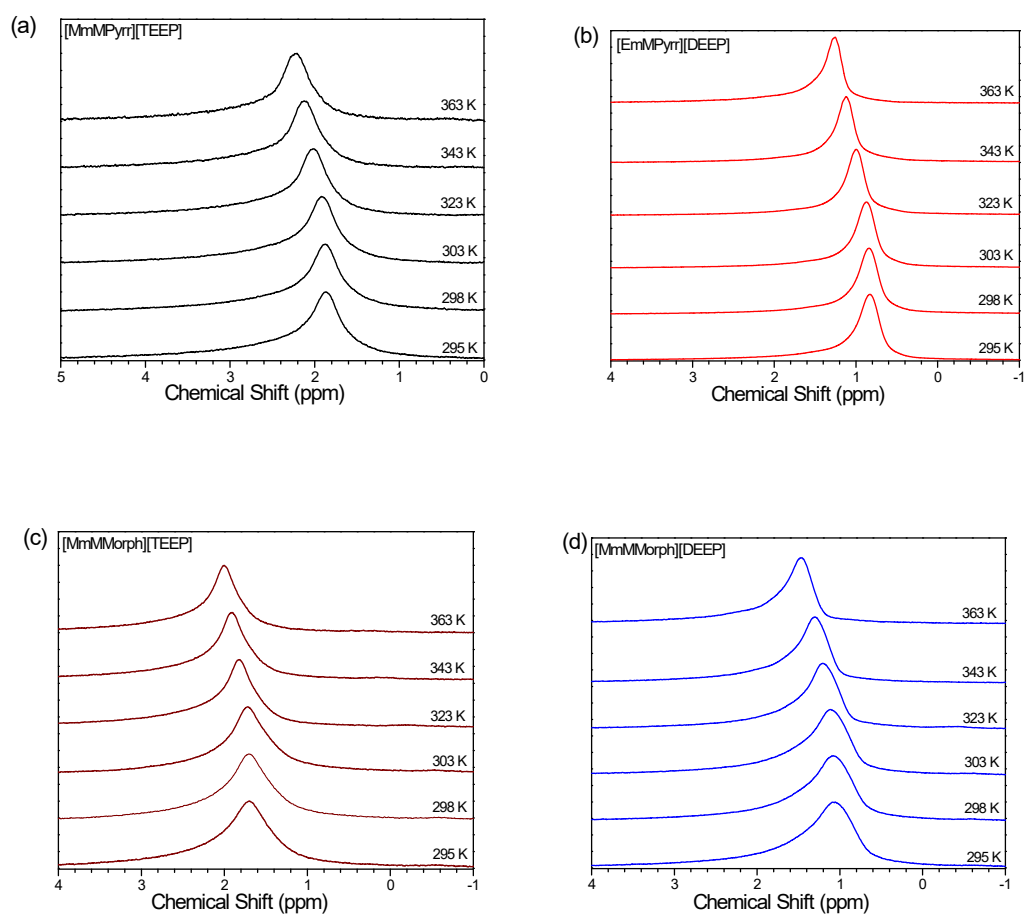 (a)
[MmMPyrr][TEEP]
363 K
343 K
323 K
303 K
298 K
295 K
5 4 3 2 1 0
Chemical Shift (ppm)
(b)
[EmMPyrr][DEEP]
363 K
343 K
323 K
303 K
298 K
295 K
4 3 2 1 0 -1
Chemical Shift (ppm)
(c)
[MmMMorph][TEEP]
363 K
343 K
323 K
303 K
298 K
295 K
4 3 2 1 0 -1
Chemical Shift (ppm)
(d)
[MmMMorph][DEEP]
363 K
343 K
323 K
303 K
298 K
295 K
4 3 2 1 0 -1
Chemical Shift (ppm)